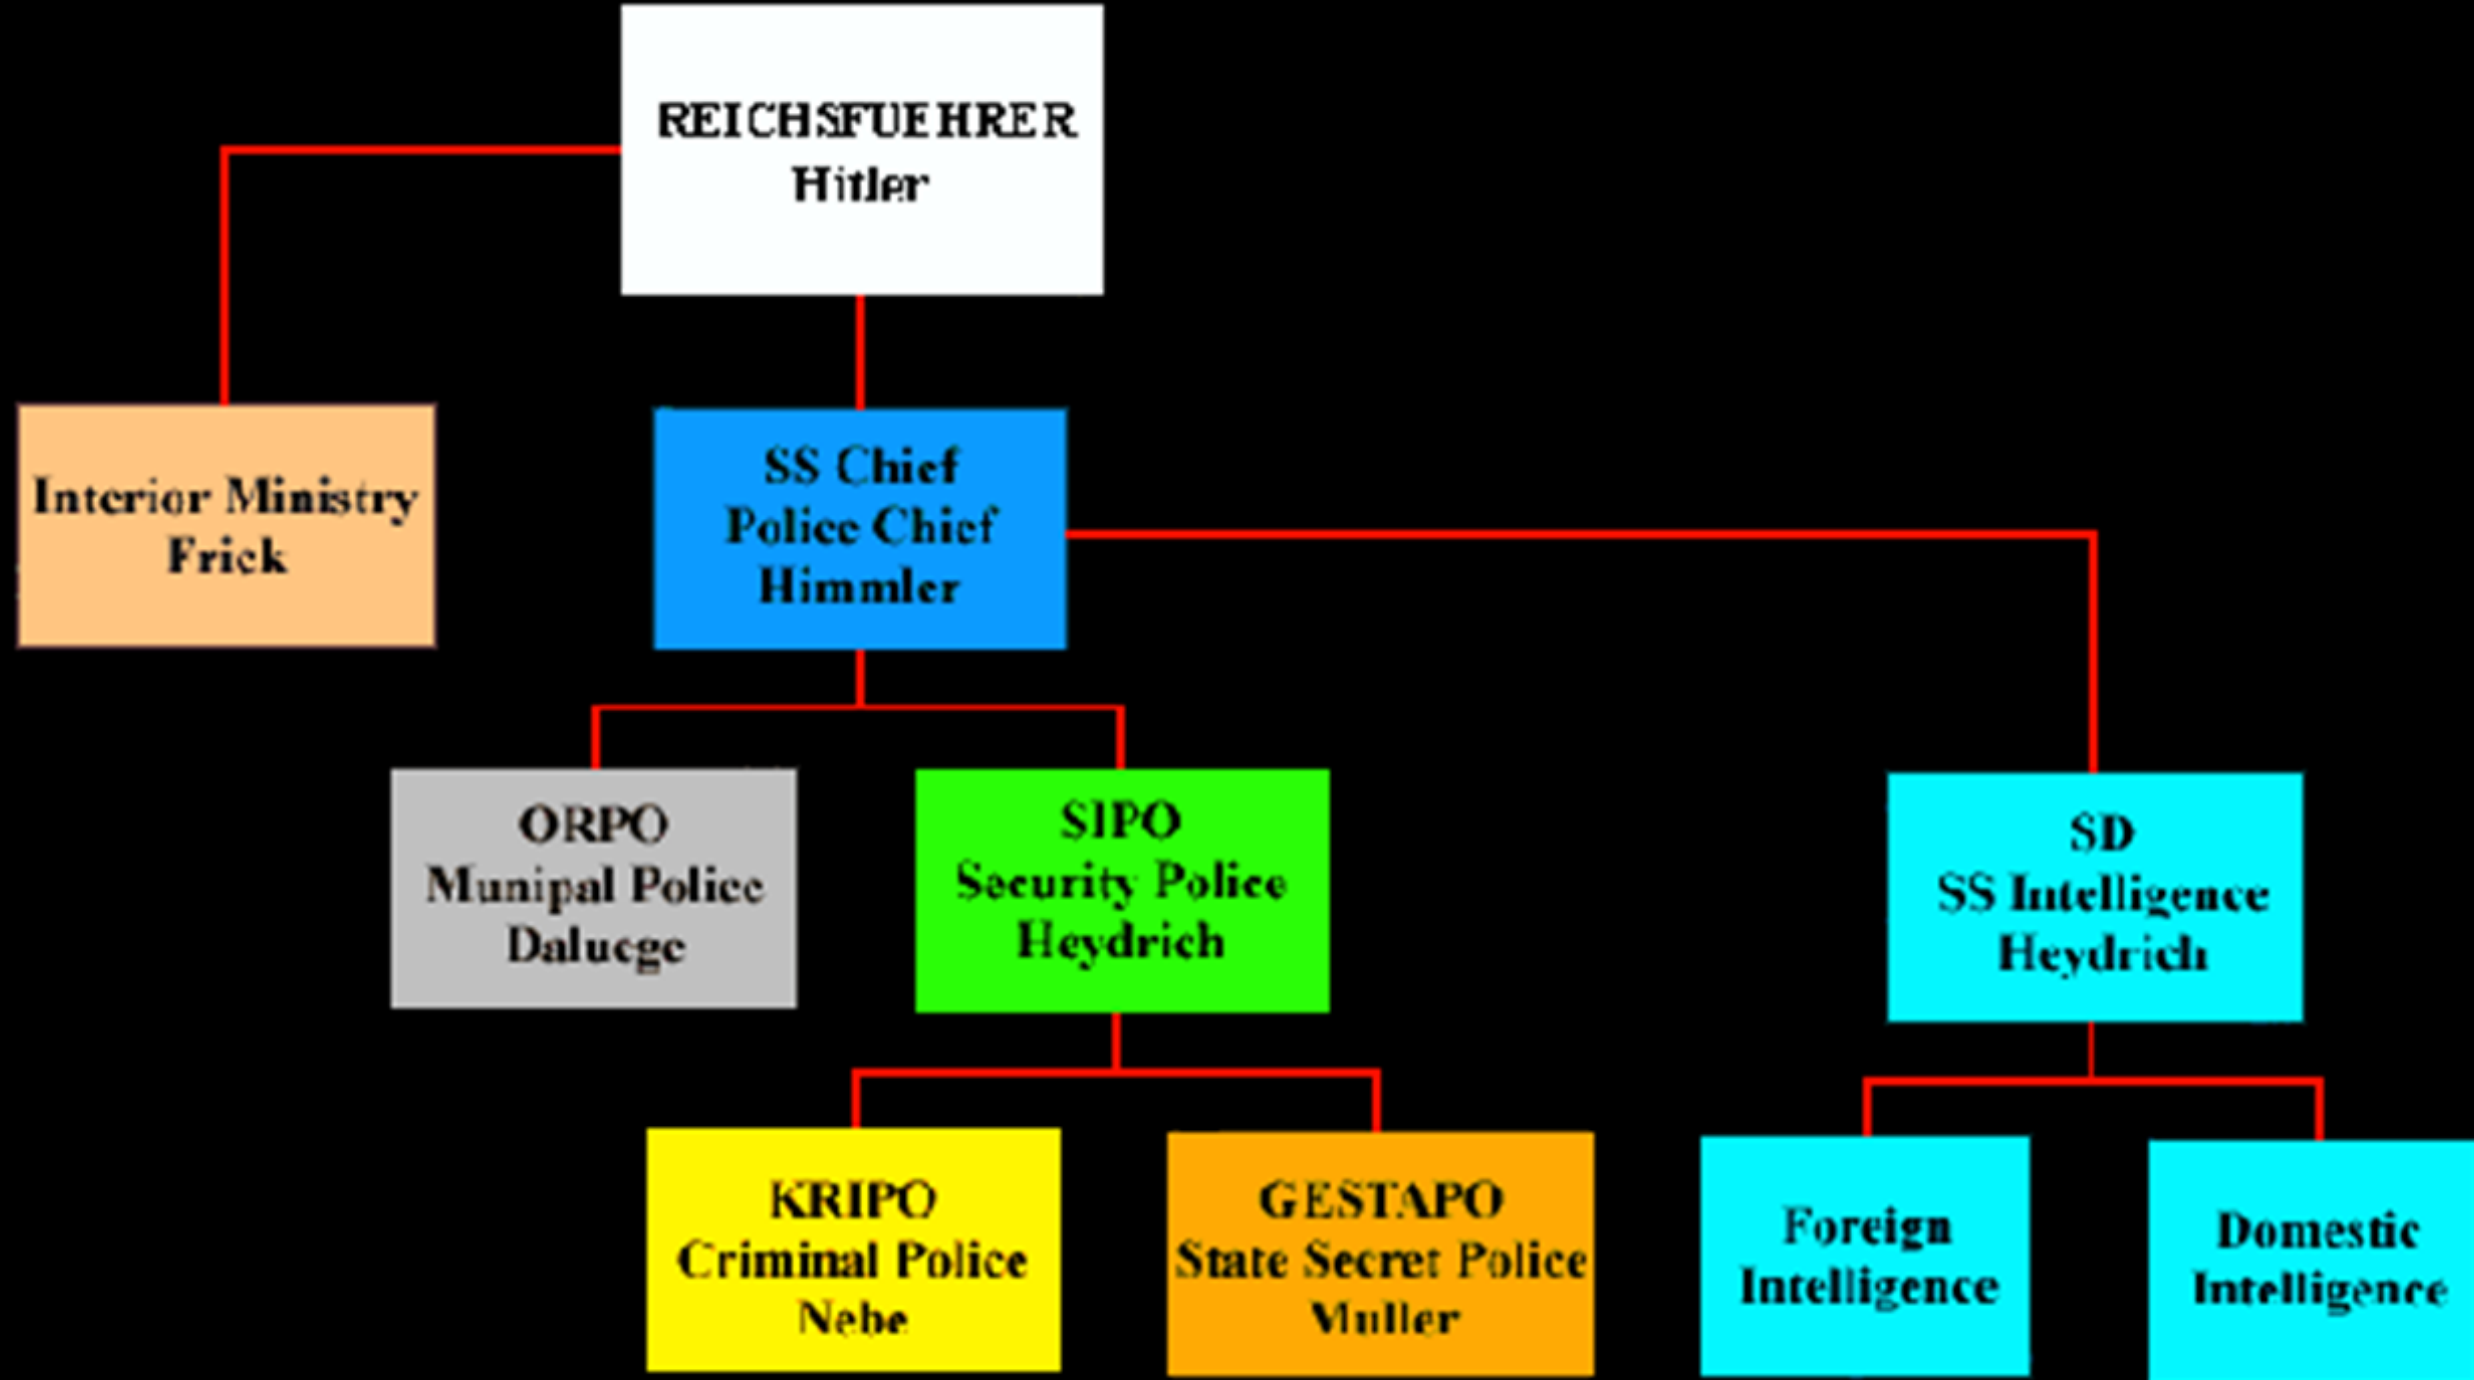 REICHSFUEHRER
Hitler
Interior Ministry
Frick
SS Chief
Police Chief
Himmler
ORPO
Munipal Police
Daluege
SIPO
Security Police
Heydrich
SD
SS Intelligence
Heydrich
KRIPO
Criminal Police
Nebe
GESTAPO
State Secret Police
Muller
Foreign
Intelligence
Domestic
Intelligence